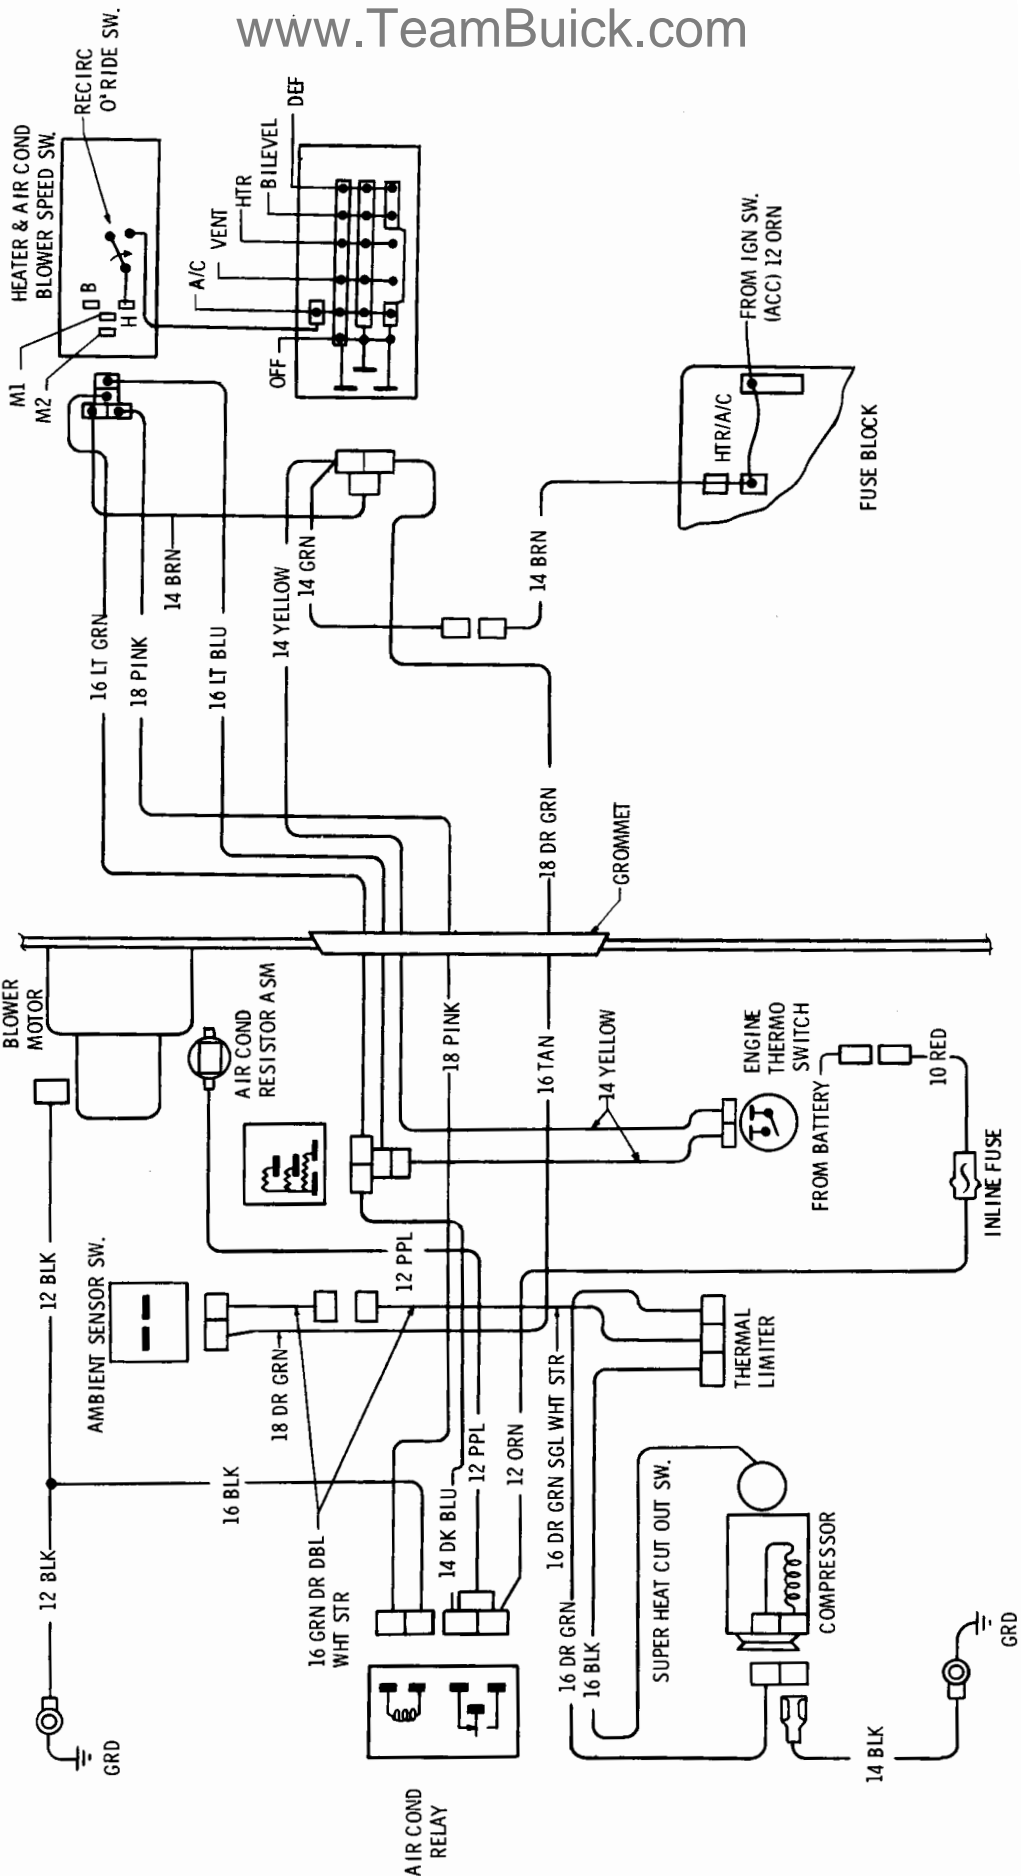 www.TeamBuick.com
HEATER & AIR COND
BLOWER SPEED SW.
RECIRC
O'RIDE SW.
M1
M2
B
H
OFF
A/C
VENT
HTR
BILEVEL
DEF
16 LT GRN
18 PINK
14 BRN
16 LT BLU
14 YELLOW
14 GRN
14 BRN
HTR/A/C
FROM IGN SW.
(ACC) 12 ORN
FUSE BLOCK
18 DR GRN
GROMMET
BLOWER
MOTOR
AIR COND
RESISTOR ASM
18 PINK
16 TAN
14 YELLOW
ENGINE
THERMO
SWITCH
FROM BATTERY
10 RED
INLINE FUSE
12 BLK
AMBIENT SENSOR SW.
12 PPL
18 DR GRN
THERMAL
LIMITER
16 BLK
12 BLK
16 GRN DR DBL
WHT STR
14 DK BLU
12 PPL
12 ORN
16 DR GRN SGL WHT STR
16 DR GRN
16 BLK
SUPER HEAT CUT OUT SW.
COMPRESSOR
GRD
AIR COND
RELAY
14 BLK
GRD